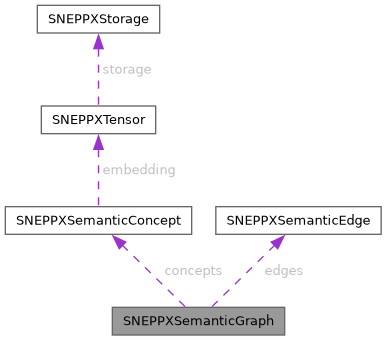 SNEPPXStorage
storage
SNEPPXTensor
embedding
SNEPPXSemanticConcept
SNEPPXSemanticEdge
concepts
edges
SNEPPXSemanticGraph